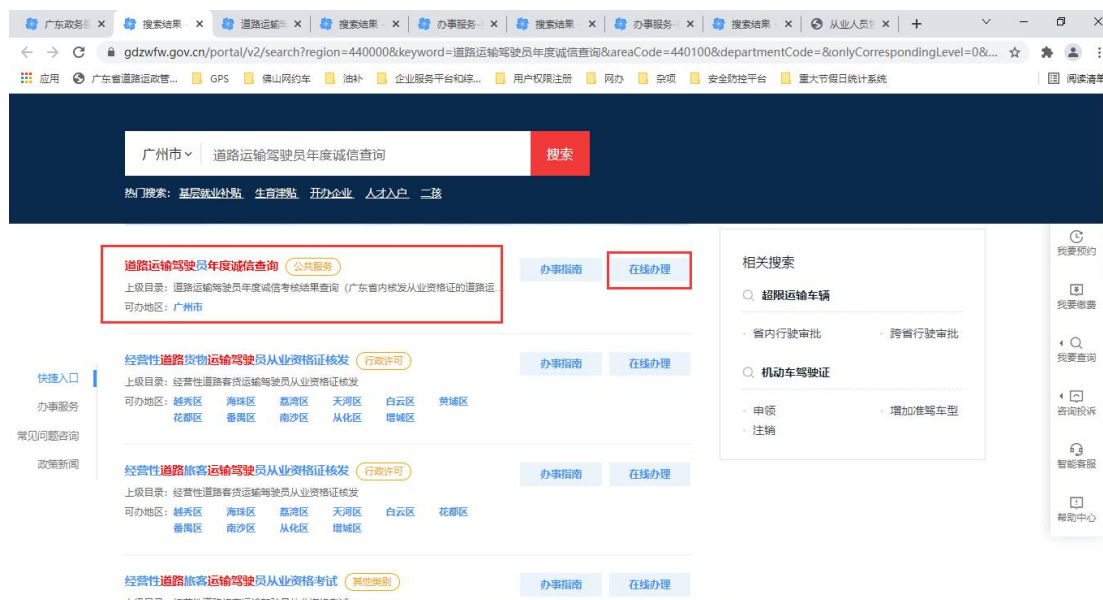 广东政务服 搜索结果 - 道路运输驾 搜索结果 - 办事服务- 搜索结果 - 办事服务- 搜索结果 - 从业人员
gdzwfw.gov.cn/portal/v2/search?region=440000&keyword=道路运输驾驶员年度诚信查询&areaCode=440100&departmentCode=&onlyCorrespondingLevel=0&...
应用 广东省道路运政管... GPS 佛山网约车 油补 企业服务平台和综... 用户权限注册 网办 杂项 安全防控平台 重大节假日统计系统 阅读清单
广州市 道路运输驾驶员年度诚信查询 搜索
热门搜索: 基层就业补贴 生育津贴 开办企业 人才入户 二孩
道路运输驾驶员年度诚信查询 公共服务 办事指南 在线办理
上级目录: 道路运输驾驶员年度诚信考核结果查询 (广东省内核发从业资格证的道路运...
可办地区: 广州市
经营性道路货物运输驾驶员从业资格证核发 行政许可 办事指南 在线办理
上级目录: 经营性道路客货运输驾驶员从业资格证核发
可办地区: 越秀区 海珠区 荔湾区 天河区 白云区 黄埔区
花都区 番禺区 南沙区 从化区 增城区
经营性道路旅客运输驾驶员从业资格证核发 行政许可 办事指南 在线办理
上级目录: 经营性道路客货运输驾驶员从业资格证核发
可办地区: 越秀区 海珠区 荔湾区 天河区 白云区 花都区
番禺区 南沙区 从化区 增城区
经营性道路旅客运输驾驶员从业资格考试 其他类别 办事指南 在线办理
快捷入口
办事服务
常见问题咨询
政策新闻
相关搜索
超限运输车辆
省内行驶审批 跨省行驶审批
机动车驾驶证
申领 增加准驾车型
注销
我要预约
我要缴费
我要查询
咨询投诉
智能客服
帮助中心